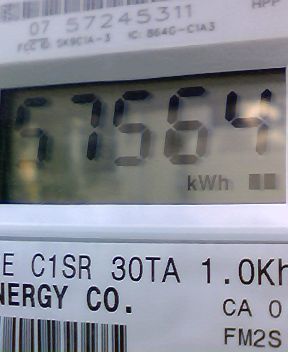 HPP
07 57245311
FCC ID: SK9C1A-3 IC: 864G-C1A3
57564
kWh
E C1SR 30TA 1.0Kh
NERGY CO.
CA 0
FM2S